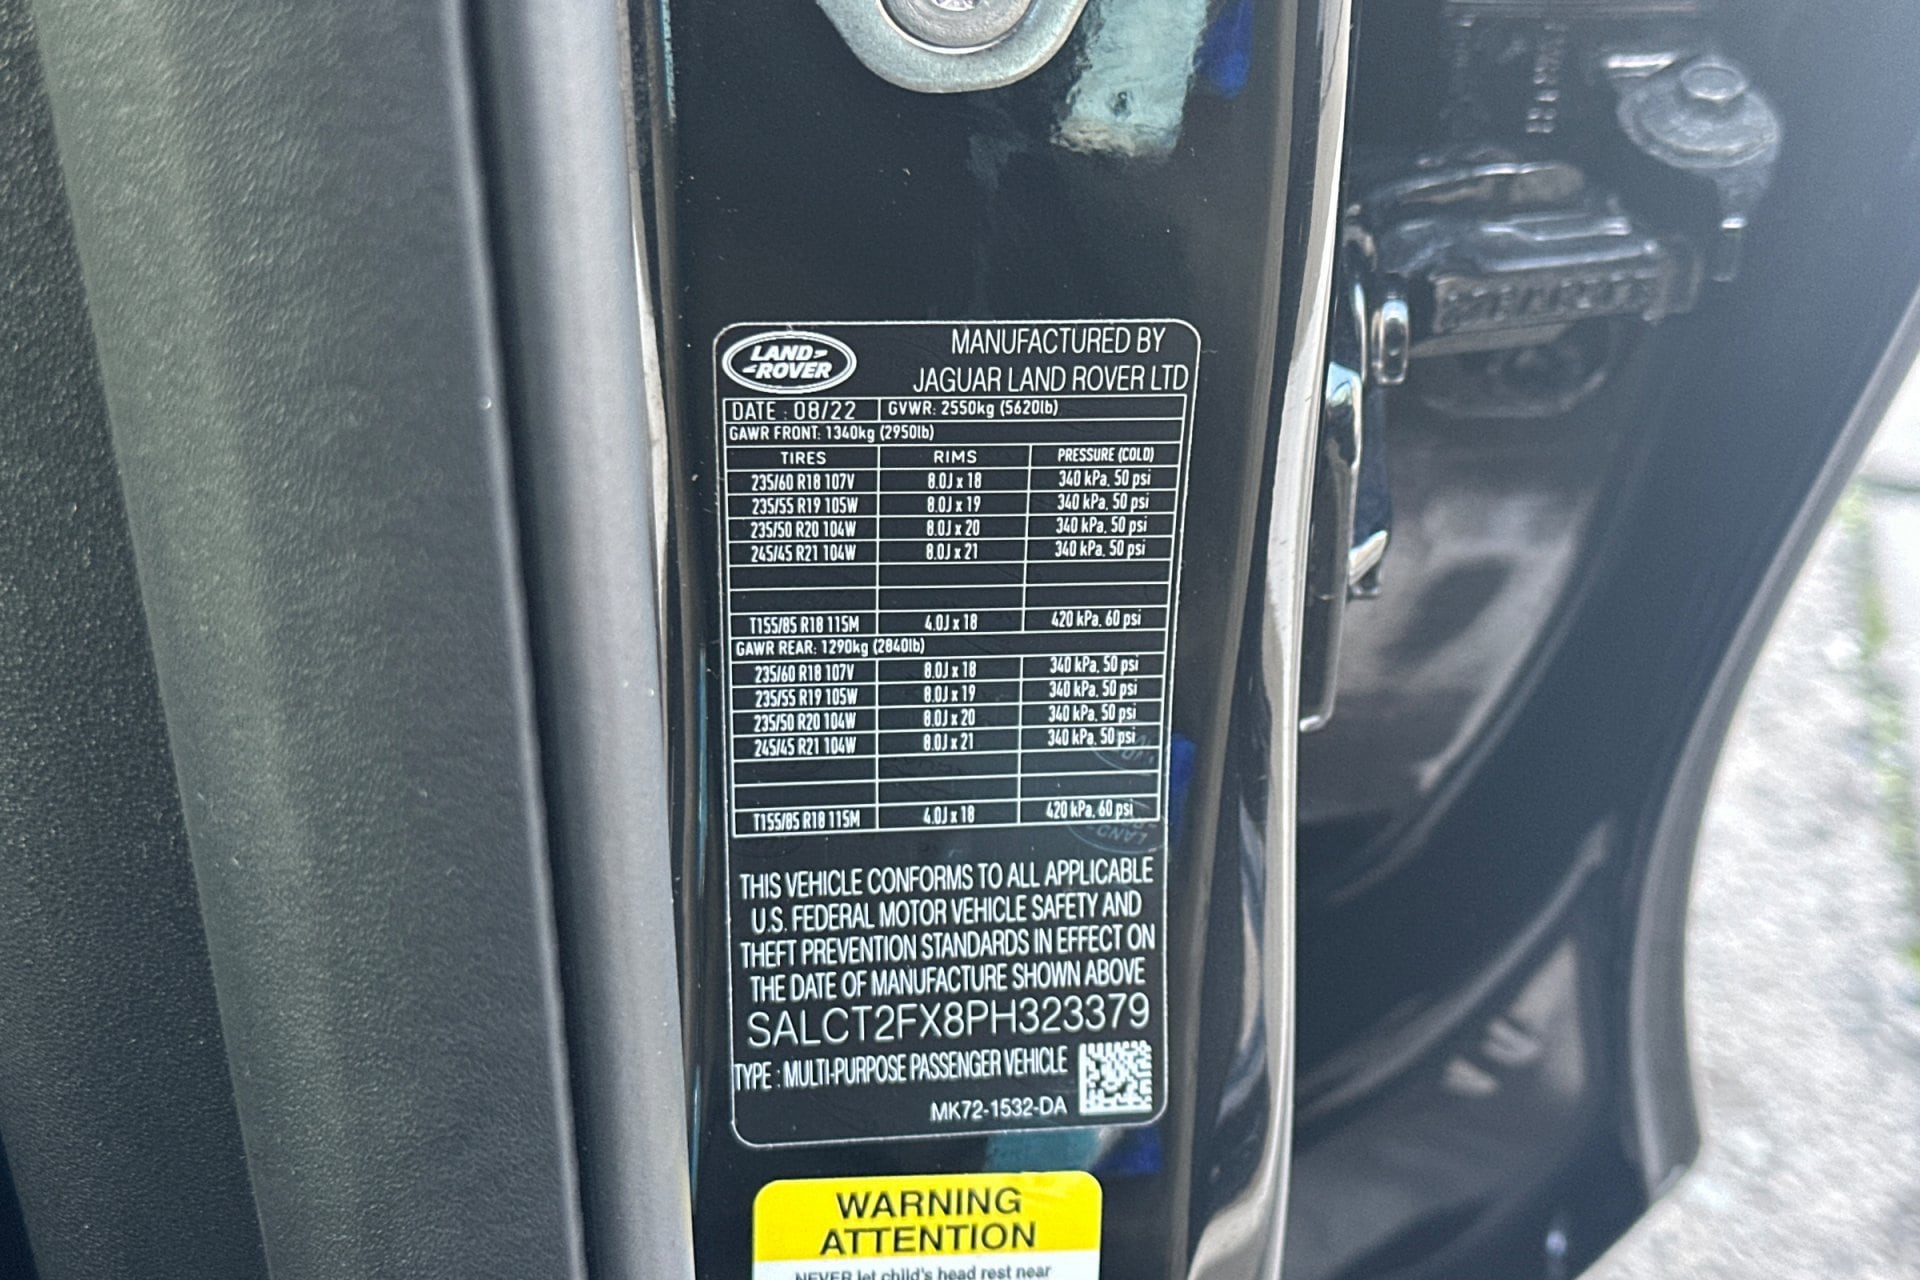 LAND
ROVER
MANUFACTURED BY
JAGUAR LAND ROVER LTD
DATE : 08/22 GVWR: 2550kg (5620lb)
GAWR FRONT: 1340kg (2950lb)
TIRES RIMS PRESSURE (COLD)
235/60 R18 107V 8.0J x 18 340 kPa, 50 psi
235/55 R19 105W 8.0J x 19 340 kPa, 50 psi
235/50 R20 104W 8.0J x 20 340 kPa, 50 psi
245/45 R21 104W 8.0J x 21 340 kPa, 50 psi
T155/85 R18 115M 4.0J x 18 420 kPa, 60 psi
GAWR REAR: 1290kg (2840lb)
235/60 R18 107V 8.0J x 18 340 kPa, 50 psi
235/55 R19 105W 8.0J x 19 340 kPa, 50 psi
235/50 R20 104W 8.0J x 20 340 kPa, 50 psi
245/45 R21 104W 8.0J x 21 340 kPa, 50 psi
T155/85 R18 115M 4.0J x 18 420 kPa, 60 psi
THIS VEHICLE CONFORMS TO ALL APPLICABLE
U.S. FEDERAL MOTOR VEHICLE SAFETY AND
THEFT PREVENTION STANDARDS IN EFFECT ON
THE DATE OF MANUFACTURE SHOWN ABOVE
SALCT2FX8PH323379
TYPE : MULTI-PURPOSE PASSENGER VEHICLE
MK72-1532-DA
WARNING
ATTENTION
NEVER let child's head rest near